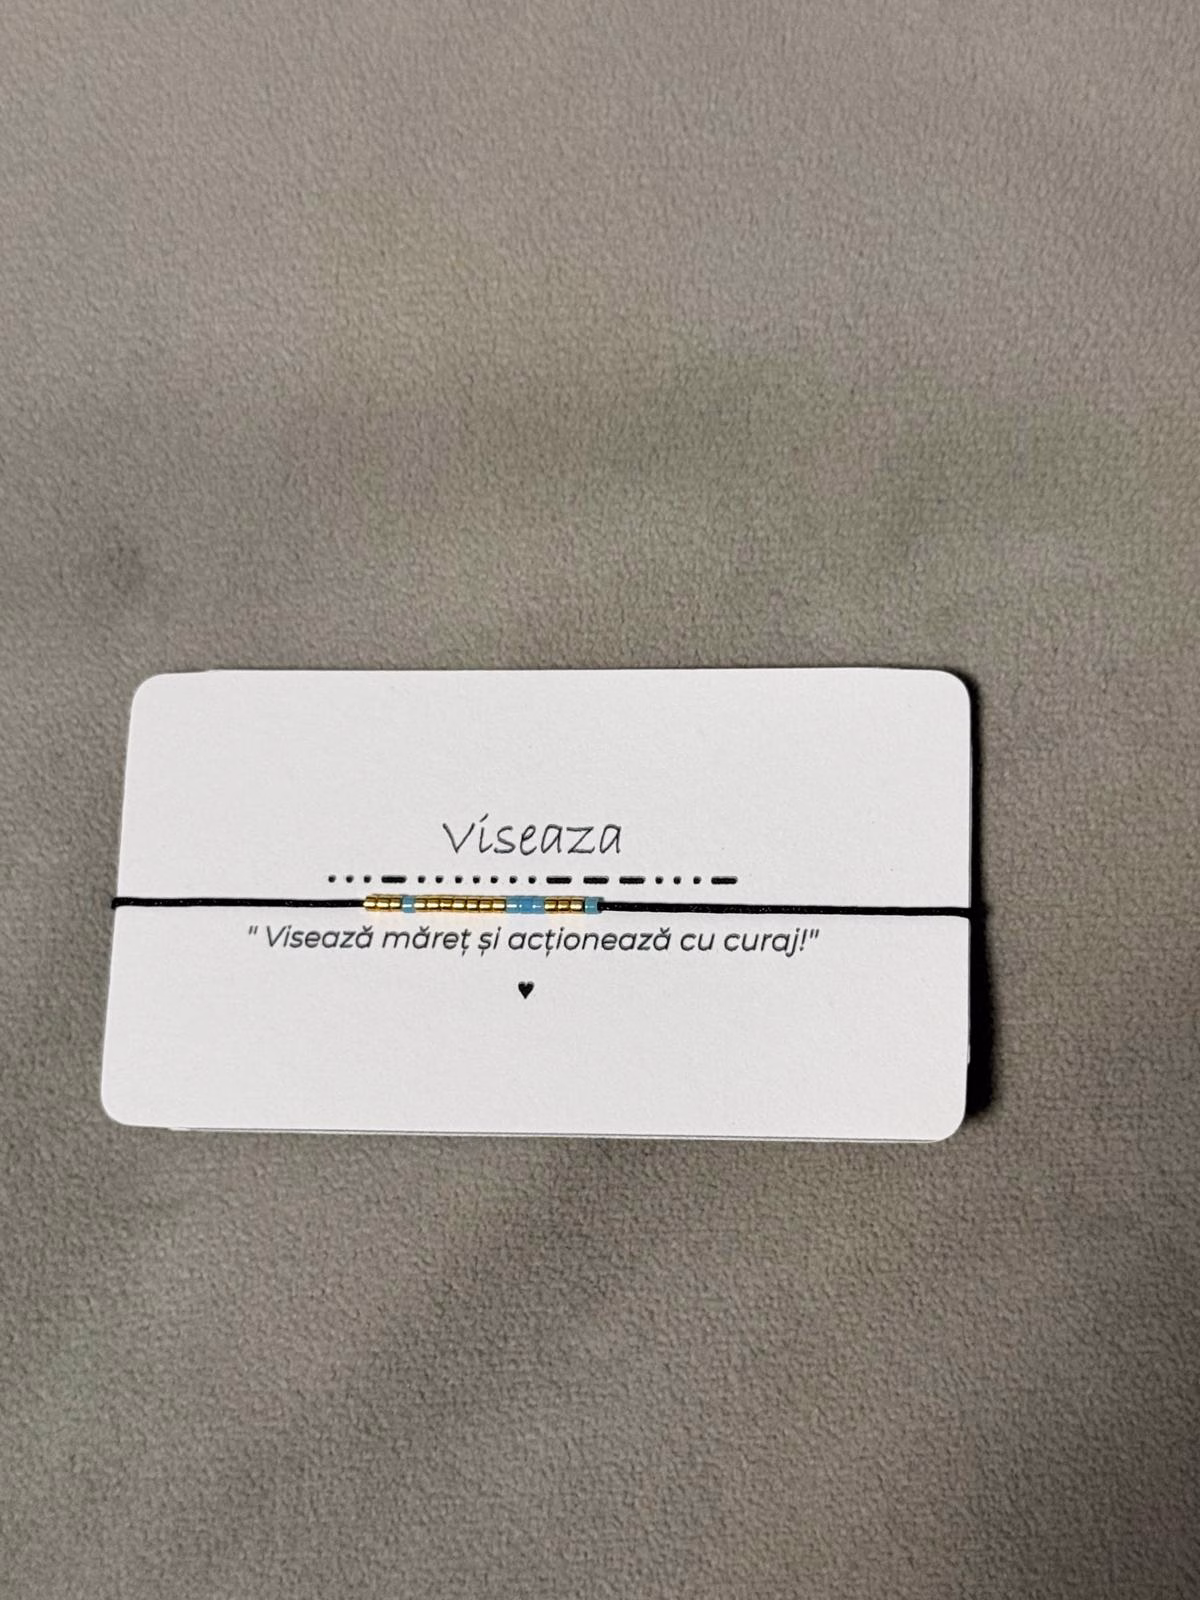 Viseaza
...—.......— — —....—
" Visează măreț și acționează cu curaj!"
♥